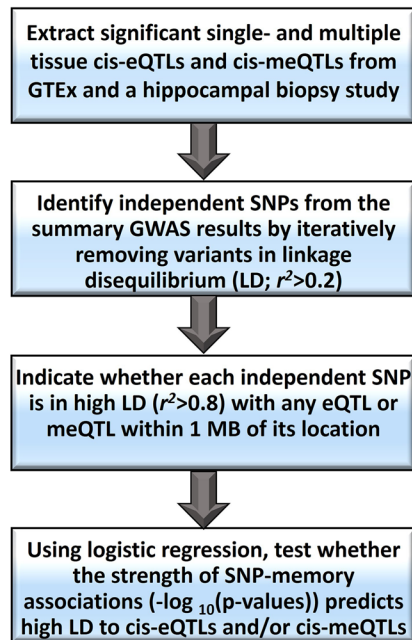 Extract significant single- and multiple
tissue cis-eQTLs and cis-meQTLs from
GTEx and a hippocampal biopsy study
Identify independent SNPs from the
summary GWAS results by iteratively
removing variants in linkage
disequilibrium (LD; r²>0.2)
Indicate whether each independent SNP
is in high LD (r²>0.8) with any eQTL or
meQTL within 1 MB of its location
Using logistic regression, test whether
the strength of SNP-memory
associations (-log ₁₀(p-values)) predicts
high LD to cis-eQTLs and/or cis-meQTLs